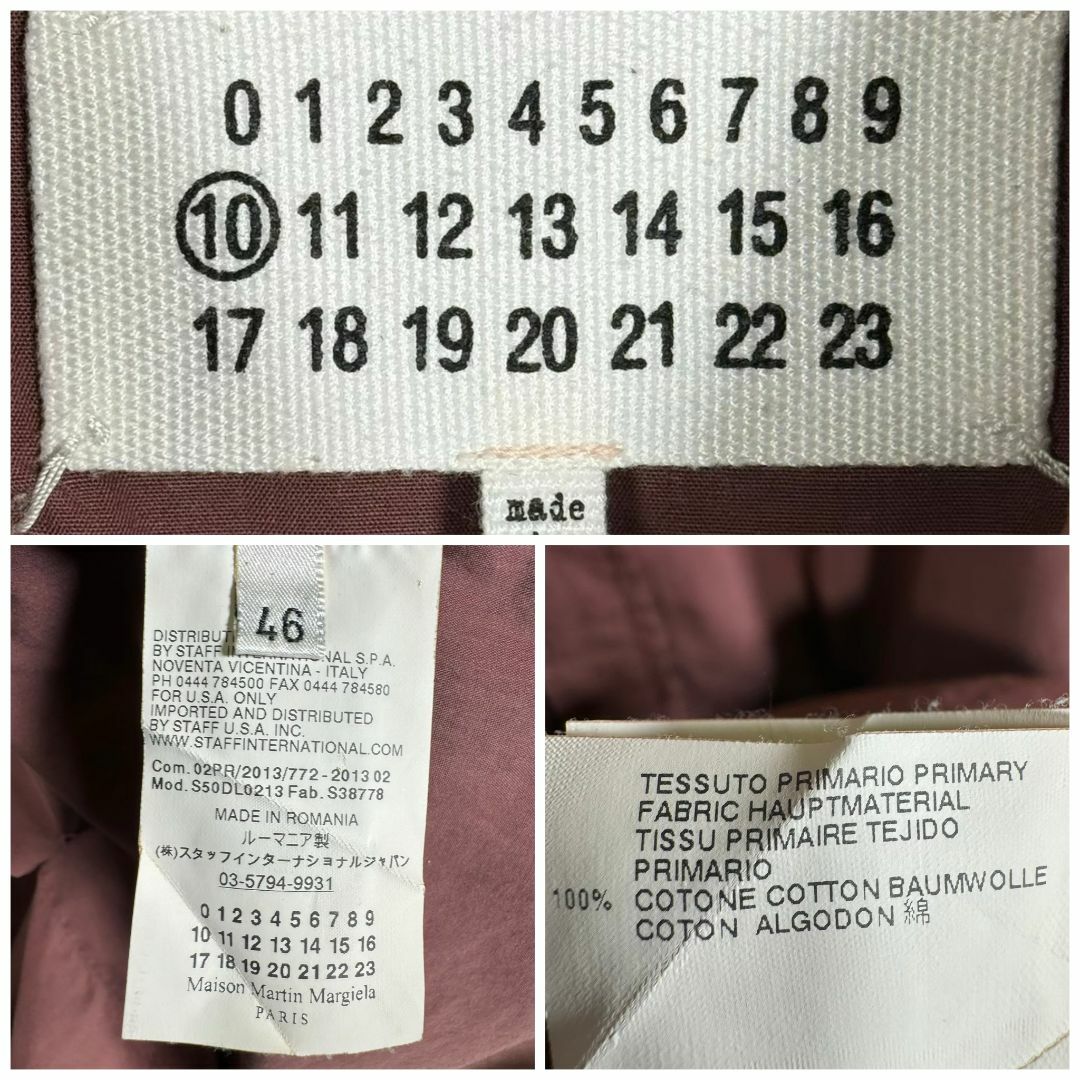 0 1 2 3 4 5 6 7 8 9
10 11 12 13 14 15 16
17 18 19 20 21 22 23
made
46
BY STAFF INTERNATIONAL S.P.A.
NOVENTA VICENTINA - ITALY
PH 0444 784500 FAX 0444 784580
FOR U.S.A. ONLY
IMPORTED AND DISTRIBUTED
BY STAFF U.S.A. INC.
WWW.STAFFINTERNATIONAL.COM
Com. 02PR/2013/772 - 2013 02
Mod. S50DL0213 Fab. S38778
MADE IN ROMANIA
ルーマニア製
(株)スタッフインターナショナルジャパン
03-5794-9931
0 1 2 3 4 5 6 7 8 9
10 11 12 13 14 15 16
17 18 19 20 21 22 23
Maison Martin Margiela
PARIS
TESSUTO PRIMARIO PRIMARY
FABRIC HAUPTMATERIAL
TISSU PRIMAIRE TEJIDO
PRIMARIO
100% COTONE COTTON BAUMWOLLE
COTON ALGODON 綿